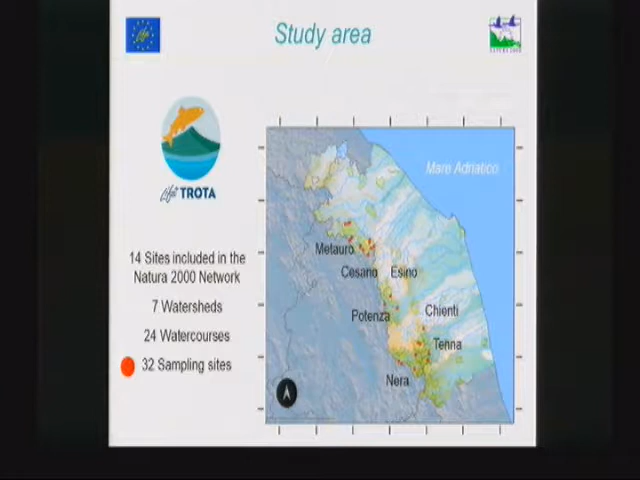 Study area
Mare Adriatico
Life TROTA
Metauro
14 Sites included in the
Natura 2000 Network
Cesano Esino
7 Watersheds
Potenza
Chienti
24 Watercourses
Tenna
32 Sampling sites
Nera